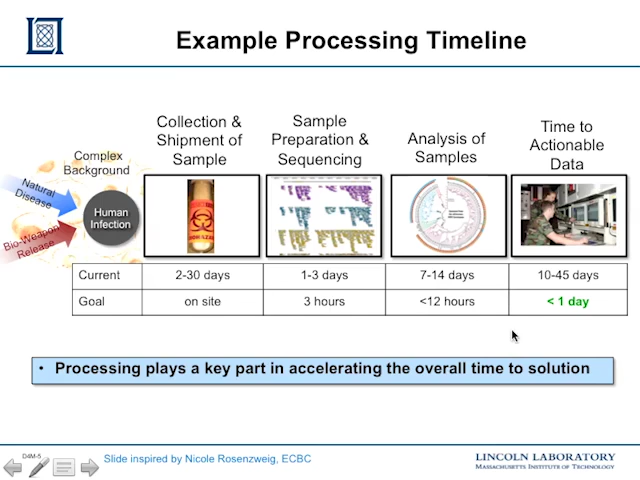 Example Processing Timeline
Collection &
Shipment of
Sample
Sample
Preparation &
Sequencing
Analysis of
Samples
Time to
Actionable
Data
Complex
Background
Natural
Disease
Human
Infection
Bio-Weapon
Release
Current 2-30 days 1-3 days 7-14 days 10-45 days
Goal on site 3 hours <12 hours < 1 day
• Processing plays a key part in accelerating the overall time to solution
D4M-5
Slide inspired by Nicole Rosenzweig, ECBC
LINCOLN LABORATORY
MASSACHUSETTS INSTITUTE OF TECHNOLOGY